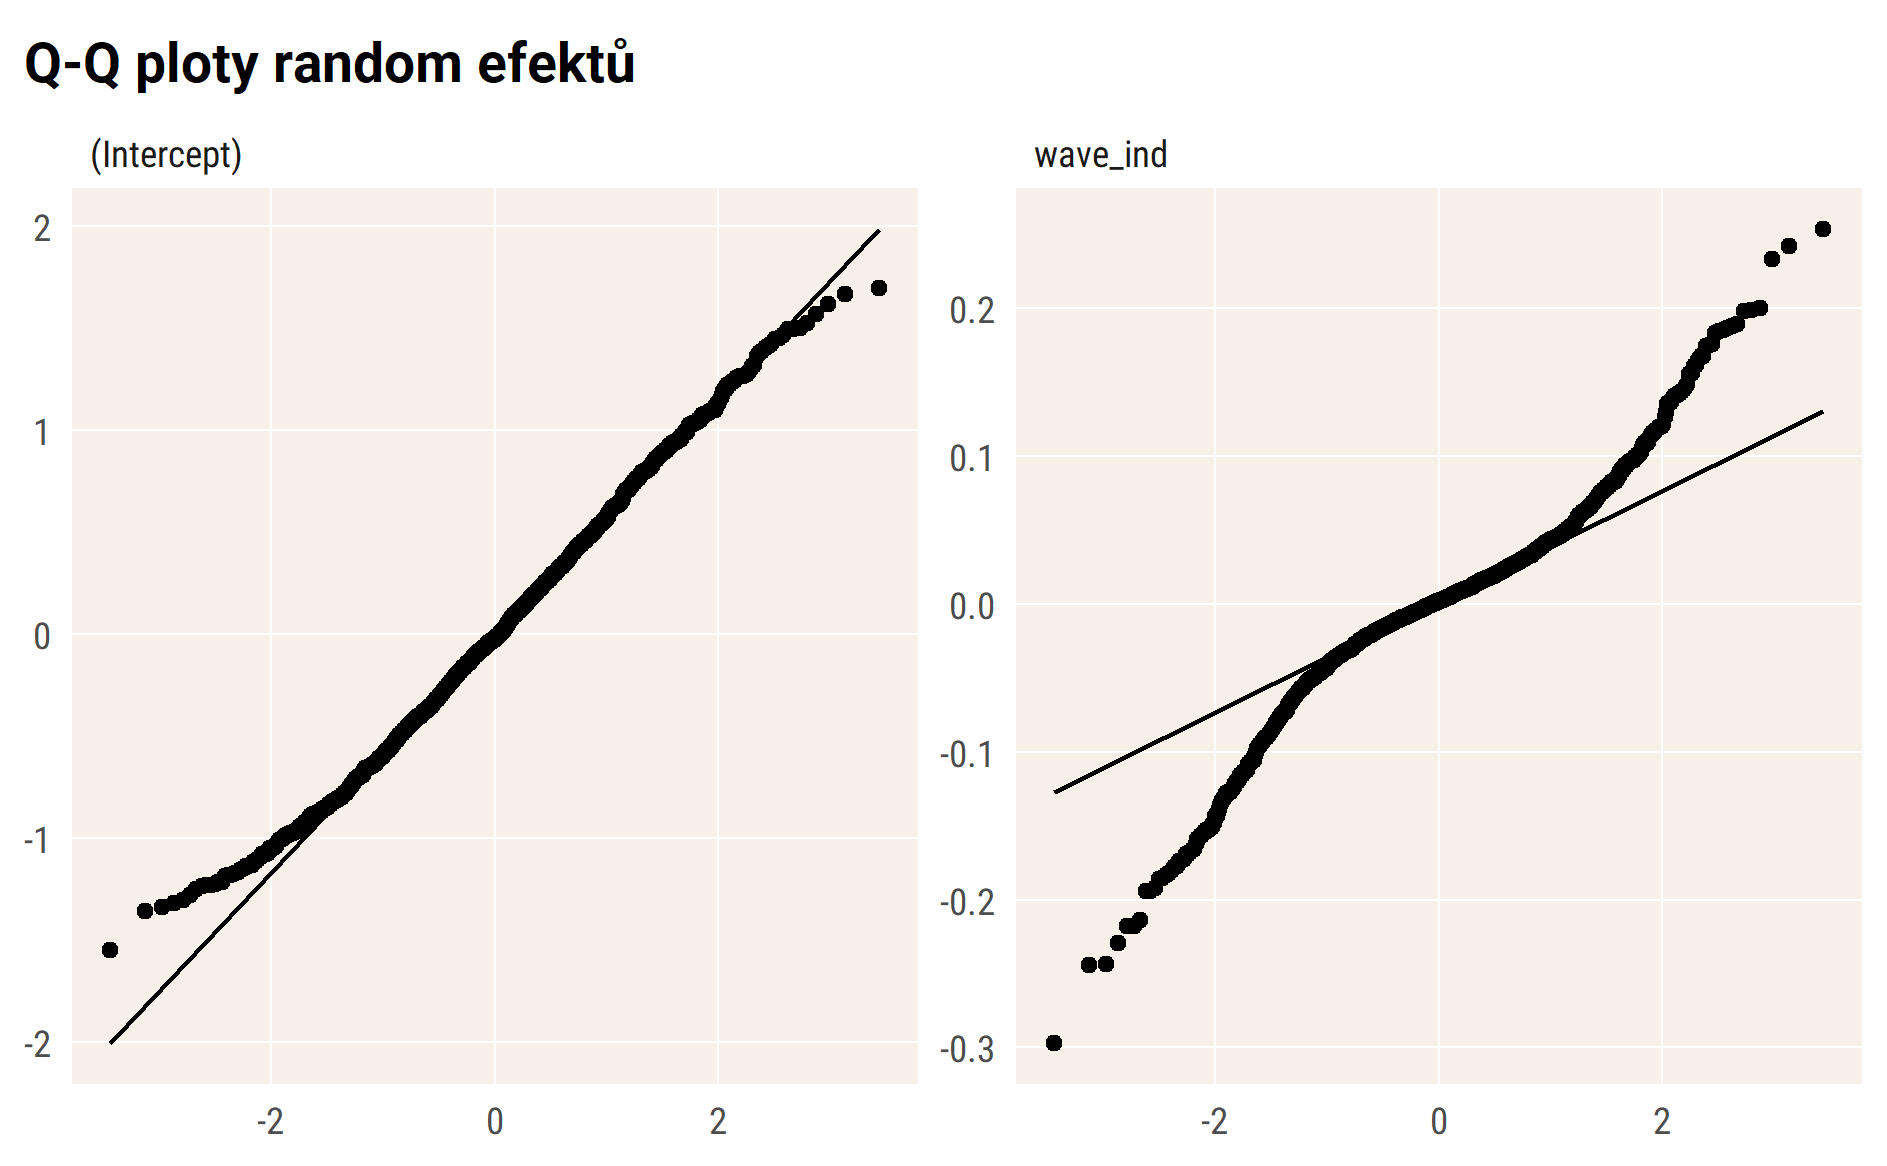 Q-Q ploty random efektů
(Intercept)
2
1
0
-1
-2
-2 0 2
wave_ind
0.2
0.1
0.0
-0.1
-0.2
-0.3
-2 0 2